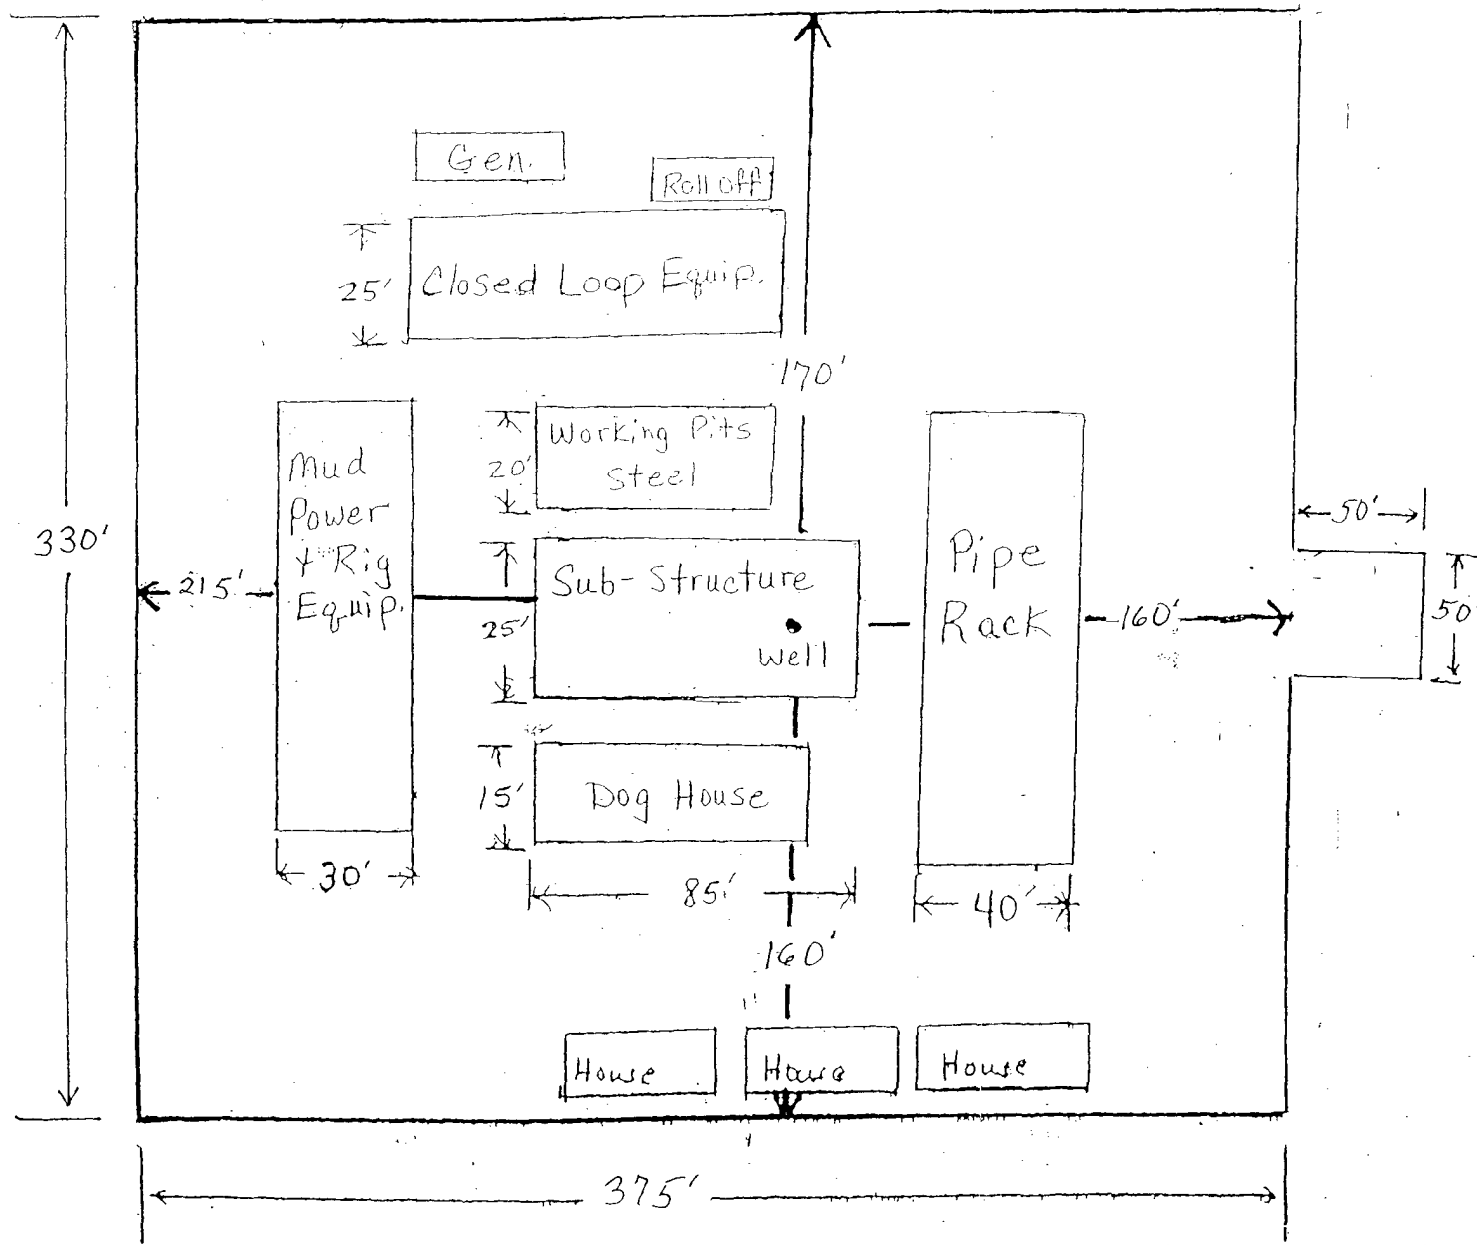 Gen.
Roll off
25'
Closed Loop Equip.
170'
Mud
Power
+ Rig
Equip.
20'
Working Pits
Steel
Pipe
Rack
50'
50'
330'
215'
Sub-Structure
25'
Well
160'
15'
Dog House
30'
85'
40'
160'
House
House
House
375'